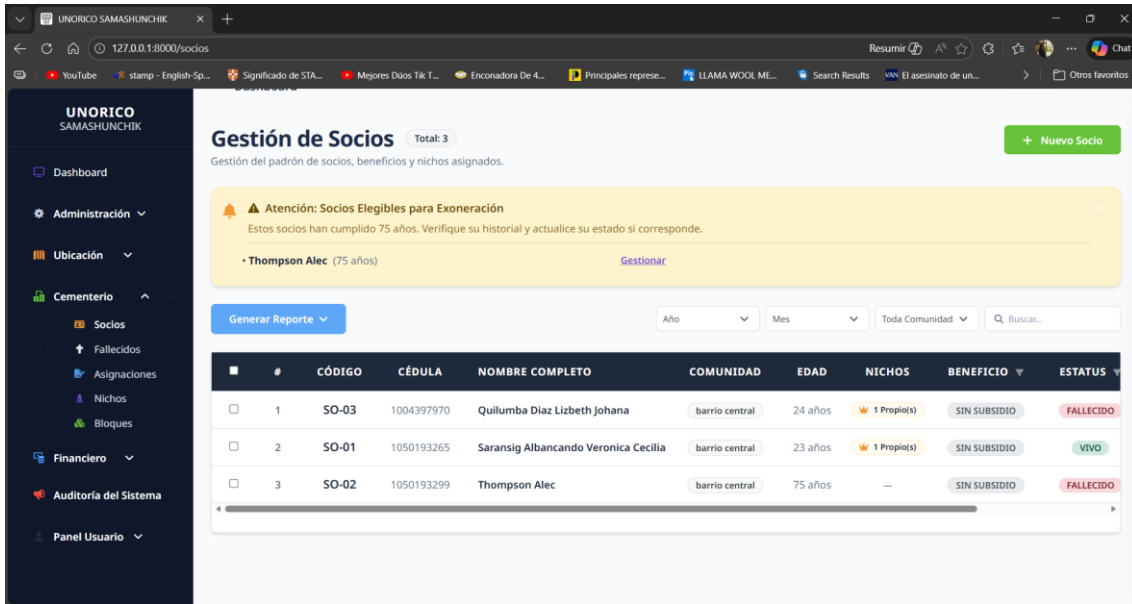 UNORICO SAMASHUNCHIK
127.0.0.1:8000/socios
Resumir
Chat
YouTube
stamp - English-Sp...
Significado de STA...
Mejores Dúos Tik T...
Enconadora De 4...
Principales represe...
LLAMA WOOL ME...
Search Results
VAN El asesinato de un...
Otros favoritos
UNORICO
SAMASHUNCHIK
Dashboard
Administración
Ubicación
Cementerio
Socios
Fallecidos
Asignaciones
Nichos
Bloques
Financiero
Auditoría del Sistema
Panel Usuario
Dashboard
Gestión de Socios Total: 3
+ Nuevo Socio
Gestión del padrón de socios, beneficios y nichos asignados.
Atención: Socios Elegibles para Exoneración
Estos socios han cumplido 75 años. Verifique su historial y actualice su estado si corresponde.
• Thompson Alec (75 años) Gestionar
Generar Reporte Año Mes Toda Comunidad Buscar...
# CÓDIGO CÉDULA NOMBRE COMPLETO COMUNIDAD EDAD NICHOS BENEFICIO ESTATUS
1 SO-03 1004397970 Quilumba Diaz Lizbeth Johana barrio central 24 años 1 Propio(s) SIN SUBSIDIO FALLECIDO
2 SO-01 1050193265 Saransig Albancando Veronica Cecilia barrio central 23 años 1 Propio(s) SIN SUBSIDIO VIVO
3 SO-02 1050193299 Thompson Alec barrio central 75 años — SIN SUBSIDIO FALLECIDO